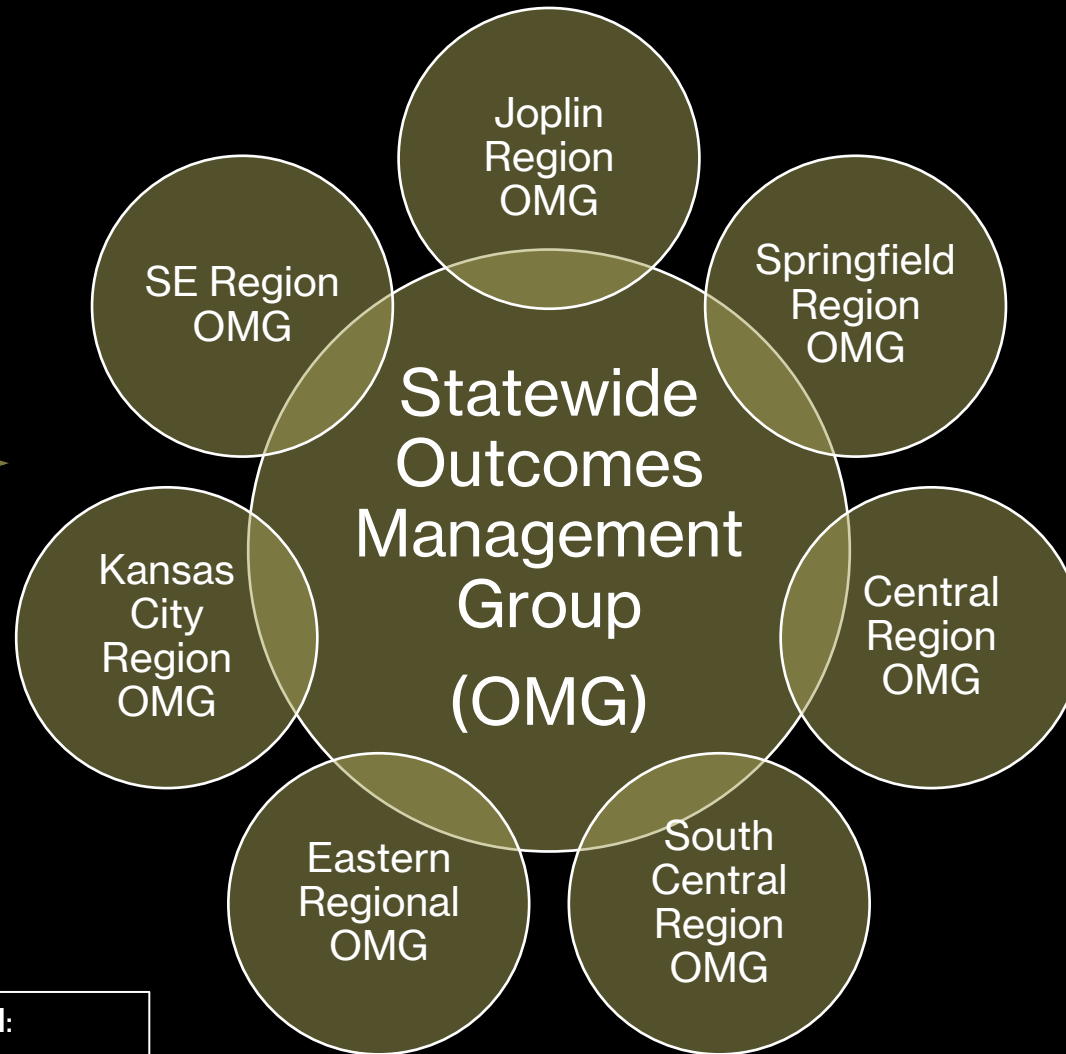 Joplin
Region
OMG
SE Region
OMG
Springfield
Region
OMG
Statewide
Outcomes
Management
Group
(OMG)
Kansas
City
Region
OMG
Central
Region
OMG
Eastern
Regional
OMG
South
Central
Region
OMG